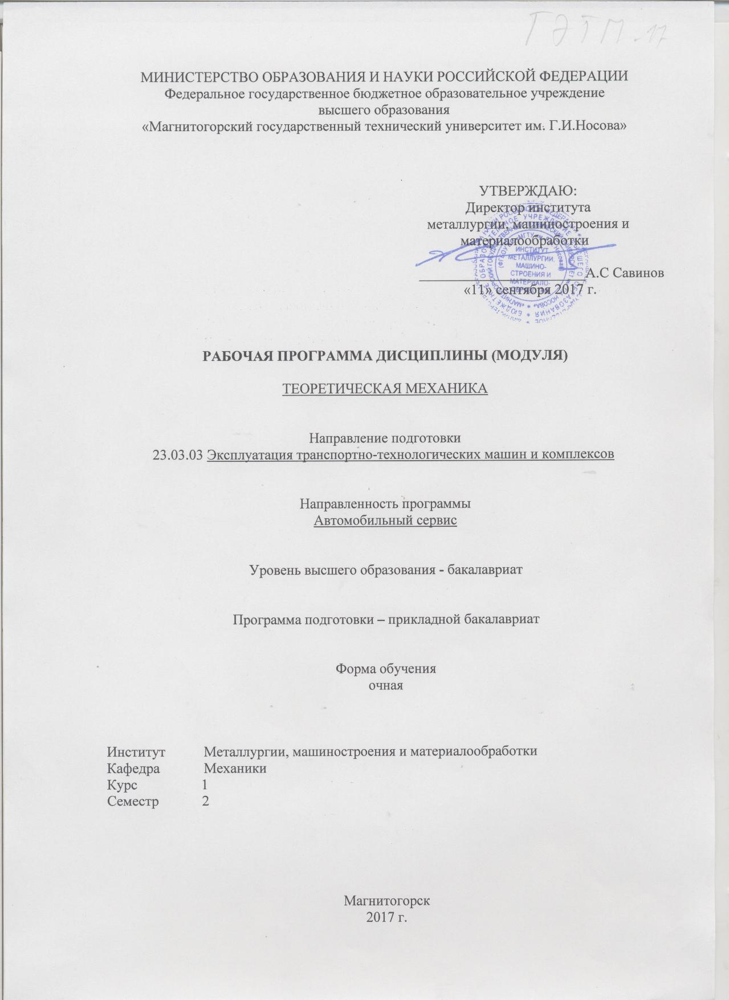 ТЭТМ-17
МИНИСТЕРСТВО ОБРАЗОВАНИЯ И НАУКИ РОССИЙСКОЙ ФЕДЕРАЦИИ
Федеральное государственное бюджетное образовательное учреждение
высшего образования
«Магнитогорский государственный технический университет им. Г.И.Носова»
УТВЕРЖДАЮ:
Директор института
металлургии, машиностроения и
материалообработки
ИНСТИТУТ
МЕТАЛЛУРГИИ,
МАШИНО-
СТРОЕНИЯ И
МАТЕРИАЛО-
А.С Савинов
«11» сентября 2017 г.
РАБОЧАЯ ПРОГРАММА ДИСЦИПЛИНЫ (МОДУЛЯ)
ТЕОРЕТИЧЕСКАЯ МЕХАНИКА
Направление подготовки
23.03.03 Эксплуатация транспортно-технологических машин и комплексов
Направленность программы
Автомобильный сервис
Уровень высшего образования - бакалавриат
Программа подготовки – прикладной бакалавриат
Форма обучения
очная
Институт Металлургии, машиностроения и материалообработки
Кафедра Механики
Курс 1
Семестр 2
Магнитогорск
2017 г.